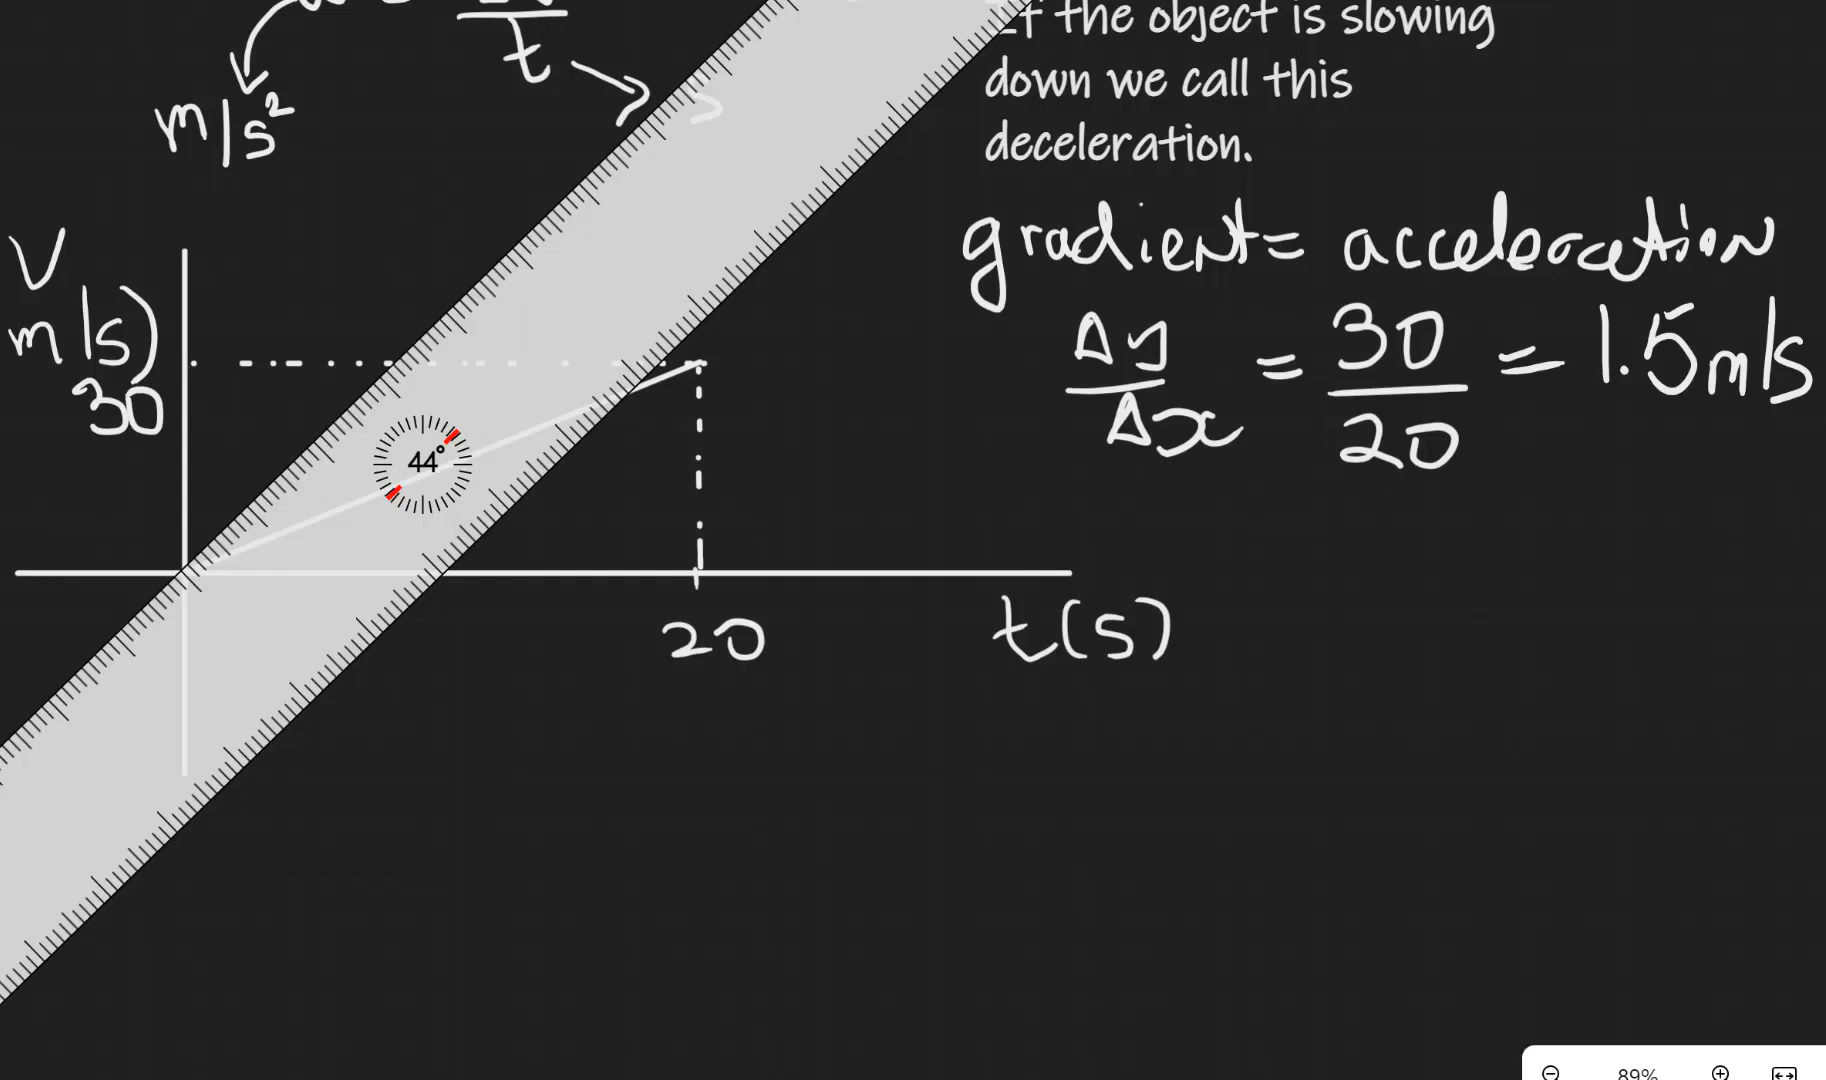 t
m/s²
If the object is slowing
down we call this
deceleration.
V
m/s)
30
44°
20
t(s)
gradient = acceleration
Δy
Δx
=
30
20
= 1.5m/s
89%